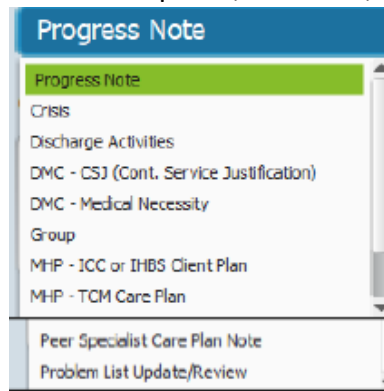 Progress Note
Progress Note
Crisis
Discharge Activities
DMC - CSJ (Cont. Service Justification)
DMC - Medical Necessity
Group
MHP - ICC or IHBS Client Plan
MHP - TCM Care Plan
Peer Specialist Care Plan Note
Problem List Update/Review